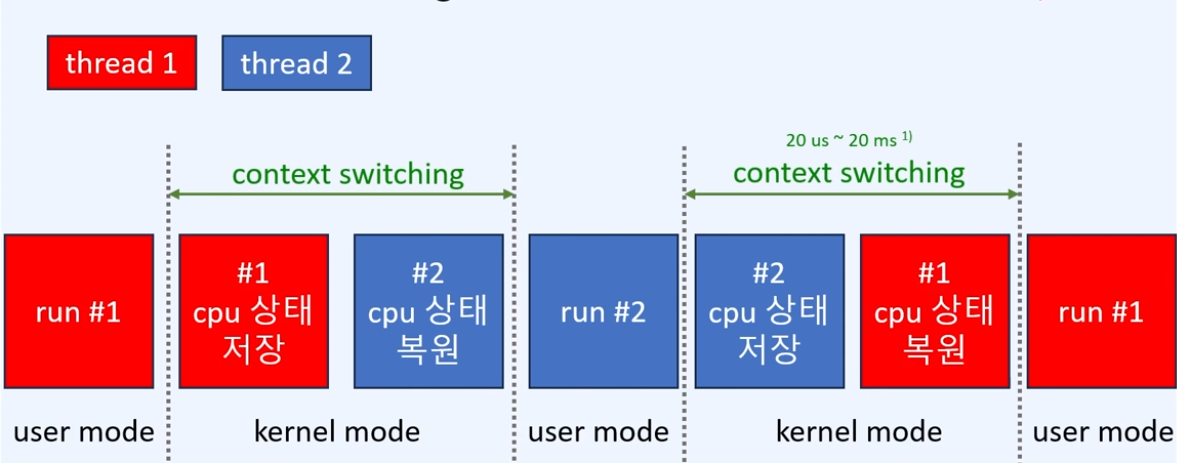 thread 1
thread 2
20 us ~ 20 ms 1)
context switching
context switching
run #1
#1
cpu 상태
저장
#2
cpu 상태
복원
run #2
#2
cpu 상태
저장
#1
cpu 상태
복원
run #1
user mode
kernel mode
user mode
kernel mode
user mode